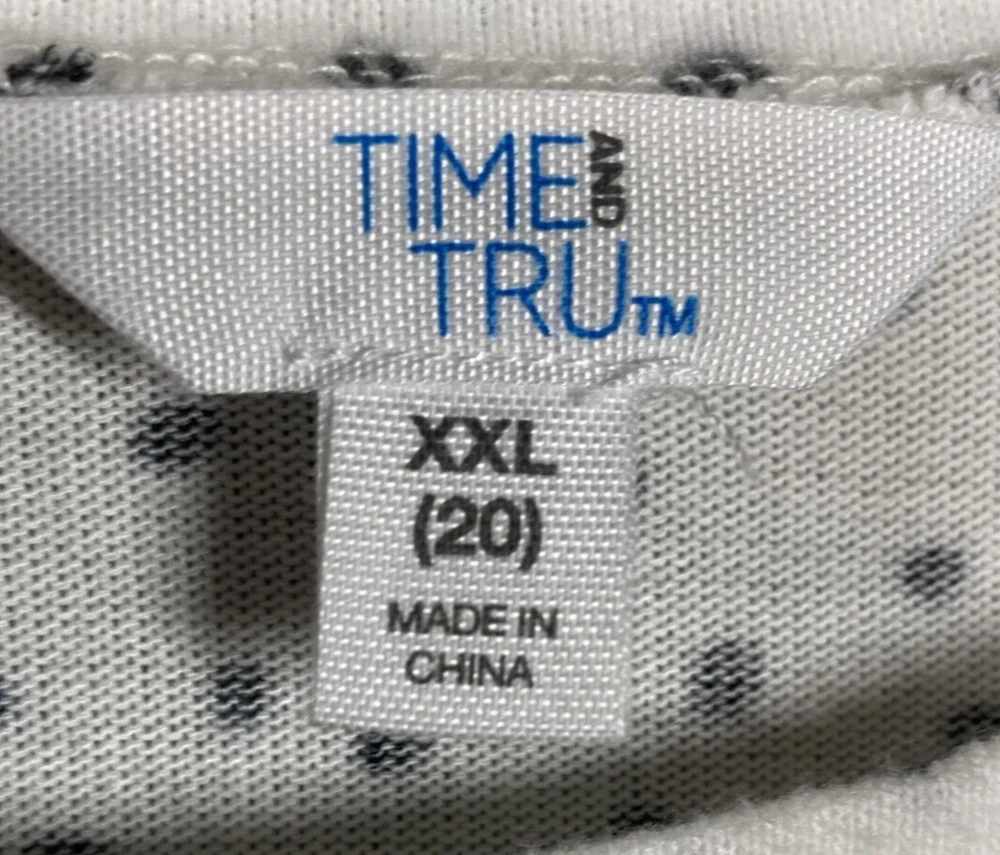 TIME AND
TRU™
XXL
(20)
MADE IN
CHINA